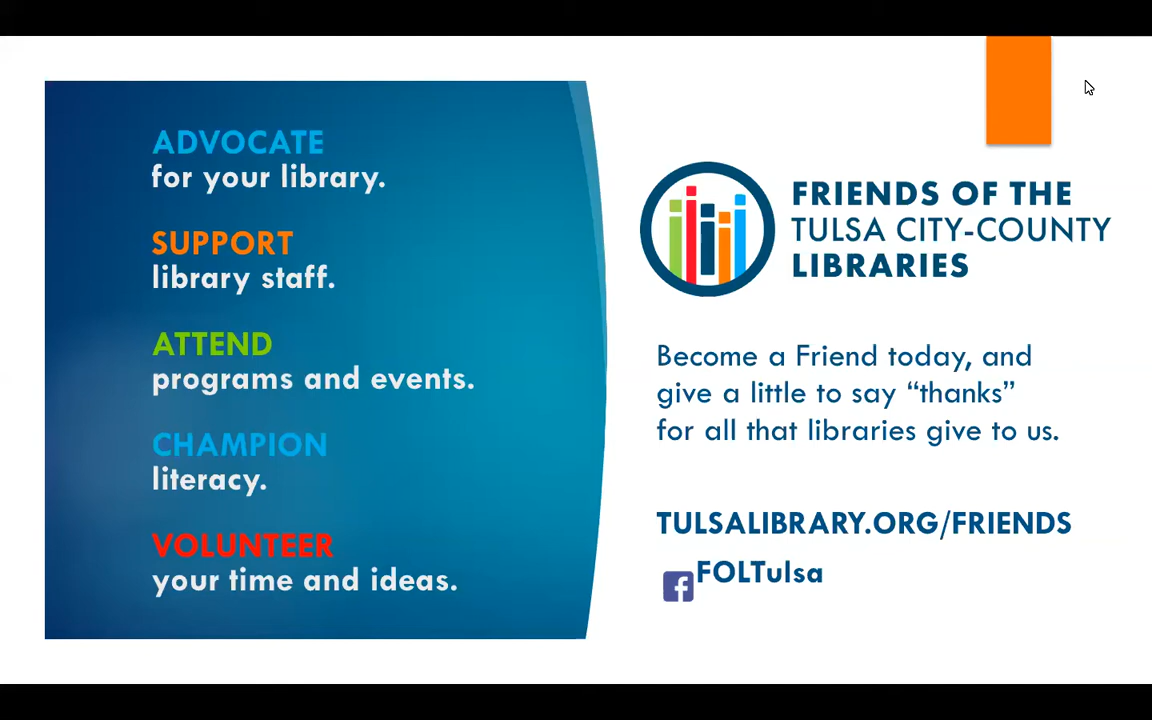 ADVOCATE
for your library.
SUPPORT
library staff.
ATTEND
programs and events.
CHAMPION
literacy.
VOLUNTEER
your time and ideas.
FRIENDS OF THE
TULSA CITY-COUNTY
LIBRARIES
Become a Friend today, and
give a little to say “thanks”
for all that libraries give to us.
TULSALIBRARY.ORG/FRIENDS
FOLTulsa